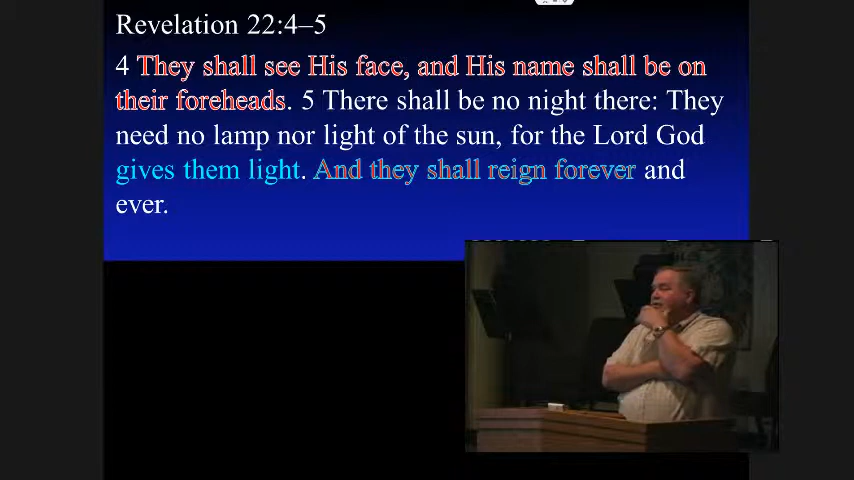 Revelation 22:4–5
4 They shall see His face, and His name shall be on
their foreheads. 5 There shall be no night there: They
need no lamp nor light of the sun, for the Lord God
gives them light. And they shall reign forever and
ever.